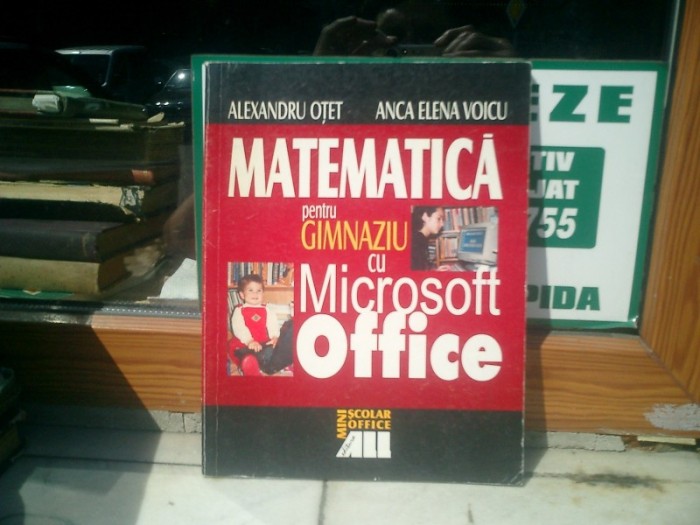 ALEXANDRU OȚET ANCA ELENA VOICU
MATEMATICĂ
pentru
GIMNAZIU
cu
Microsoft
Office
MINI ȘCOLAR
OFFICE
ALL
EZE
TIV
JAT
755
PIDA